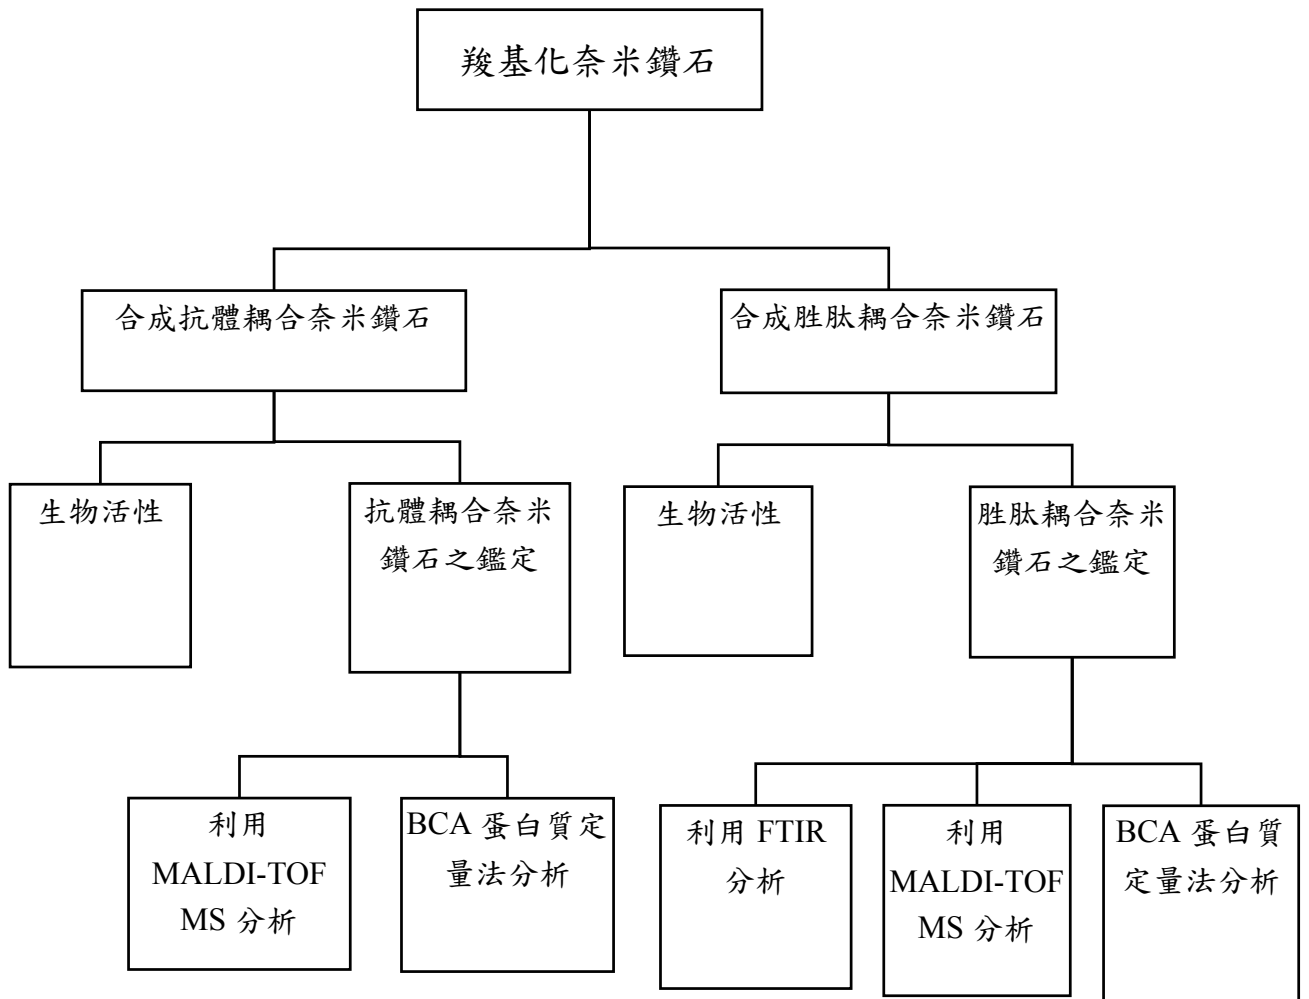 羧基化奈米鑽石
合成抗體耦合奈米鑽石
合成胜肽耦合奈米鑽石
生物活性
抗體耦合奈米
鑽石之鑑定
生物活性
胜肽耦合奈米
鑽石之鑑定
利用
MALDI-TOF
MS 分析
BCA 蛋白質定
量法分析
利用 FTIR
分析
利用
MALDI-TOF
MS 分析
BCA 蛋白質
定量法分析